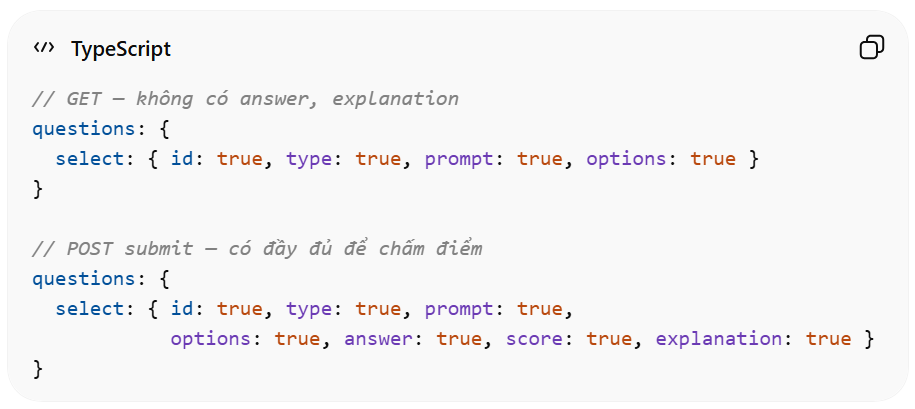 </> TypeScript
// GET — không có answer, explanation
questions: {
  select: { id: true, type: true, prompt: true, options: true }
}

// POST submit — có đầy đủ để chấm điểm
questions: {
  select: { id: true, type: true, prompt: true,
            options: true, answer: true, score: true, explanation: true }
}